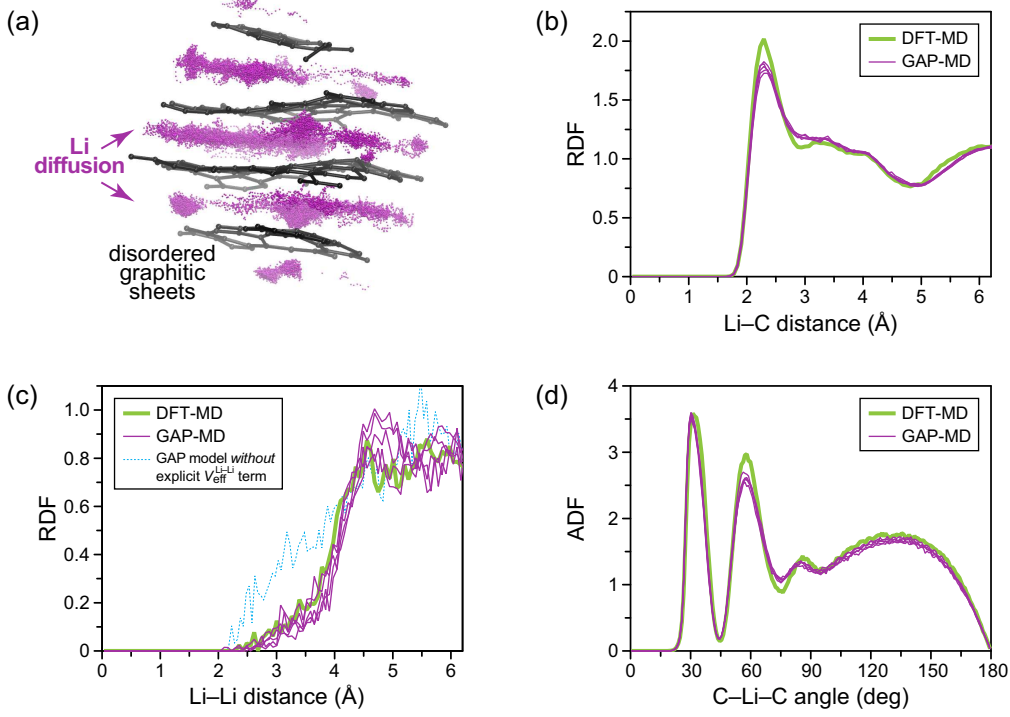 (a)
Li
diffusion
disordered
graphitic
sheets
(b)
DFT-MD
GAP-MD
RDF
2.0
1.5
1.0
0.5
0
0 1 2 3 4 5 6
Li–C distance (Å)
(c)
DFT-MD
GAP-MD
GAP model without
explicit V_eff^Li–Li term
RDF
1.0
0.8
0.6
0.4
0.2
0
0 1 2 3 4 5 6
Li–Li distance (Å)
(d)
DFT-MD
GAP-MD
ADF
4
3
2
1
0
0 30 60 90 120 150 180
C–Li–C angle (deg)